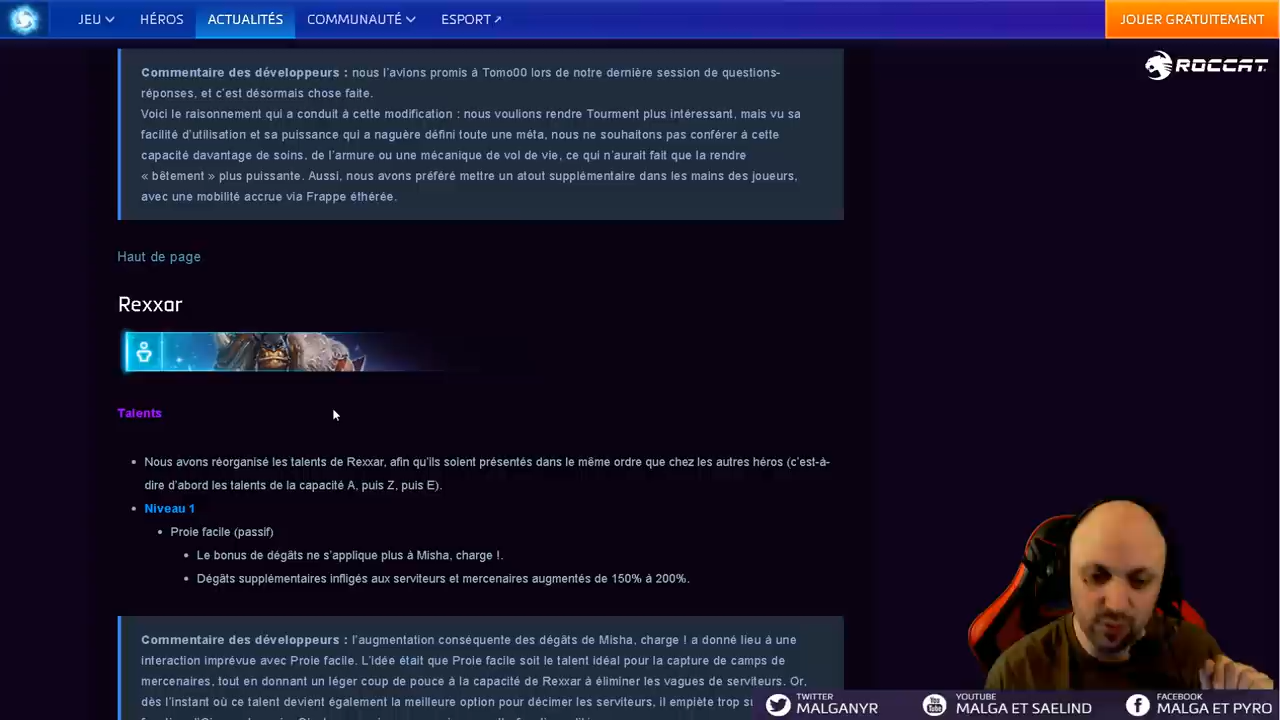 JEU HÉROS ACTUALITÉS COMMUNAUTÉ ESPORT JOUER GRATUITEMENT
ROCCAT
Commentaire des développeurs : nous l'avions promis à Tomo00 lors de notre dernière session de questions-
réponses, et c'est désormais chose faite.
Voici le raisonnement qui a conduit à cette modification : nous voulions rendre Tourment plus intéressant, mais vu sa
facilité d'utilisation et sa puissance qui a naguère défini toute une méta, nous ne souhaitons pas conférer à cette
capacité davantage de soins, de l'armure ou une mécanique de vol de vie, ce qui n'aurait fait que la rendre
« bêtement » plus puissante. Aussi, nous avons préféré mettre un atout supplémentaire dans les mains des joueurs,
avec une mobilité accrue via Frappe éthérée.
Haut de page
Rexxar
Talents
Nous avons réorganisé les talents de Rexxar, afin qu'ils soient présentés dans le même ordre que chez les autres héros (c'est-à-
dire d'abord les talents de la capacité A, puis Z, puis E).
Niveau 1
Proie facile (passif)
Le bonus de dégâts ne s'applique plus à Misha, charge !.
Dégâts supplémentaires infligés aux serviteurs et mercenaires augmentés de 150% à 200%.
Commentaire des développeurs : l'augmentation conséquente des dégâts de Misha, charge ! a donné lieu à une
interaction imprévue avec Proie facile. L'idée était que Proie facile soit le talent idéal pour la capture de camps de
mercenaires, tout en donnant un léger coup de pouce à la capacité de Rexxar à éliminer les vagues de serviteurs. Or,
dès l'instant où ce talent devient également la meilleure option pour décimer les serviteurs, il empiète trop su
TWITTER
MALGANYR
YOUTUBE
MALGA ET SAELIND
FACEBOOK
MALGA ET PYRO